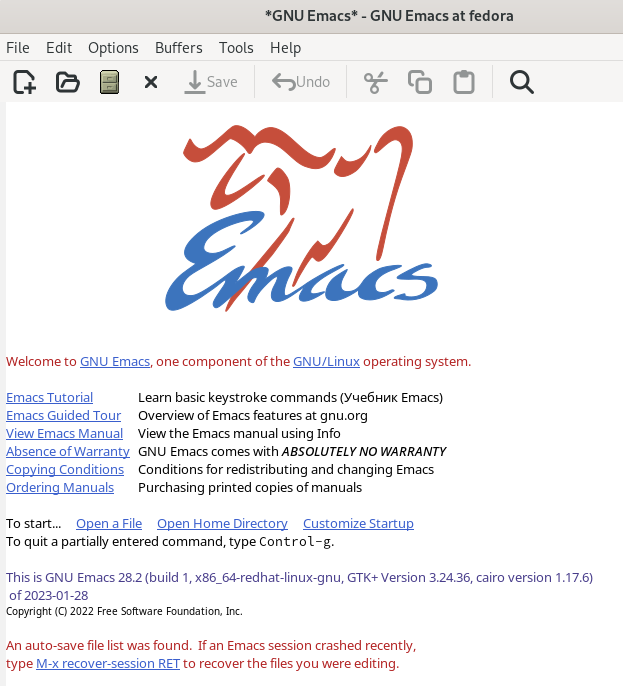 *GNU Emacs* - GNU Emacs at fedora
File Edit Options Buffers Tools Help
Save Undo
Emacs
Welcome to GNU Emacs, one component of the GNU/Linux operating system.
Emacs Tutorial Learn basic keystroke commands (Учебник Emacs)
Emacs Guided Tour Overview of Emacs features at gnu.org
View Emacs Manual View the Emacs manual using Info
Absence of Warranty GNU Emacs comes with ABSOLUTELY NO WARRANTY
Copying Conditions Conditions for redistributing and changing Emacs
Ordering Manuals Purchasing printed copies of manuals
To start... Open a File Open Home Directory Customize Startup
To quit a partially entered command, type Control-g.
This is GNU Emacs 28.2 (build 1, x86_64-redhat-linux-gnu, GTK+ Version 3.24.36, cairo version 1.17.6)
of 2023-01-28
Copyright (C) 2022 Free Software Foundation, Inc.
An auto-save file list was found. If an Emacs session crashed recently,
type M-x recover-session RET to recover the files you were editing.